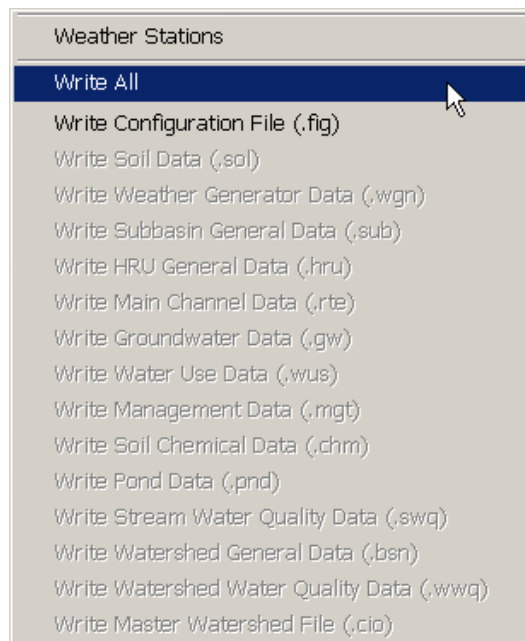 Weather Stations
Write All
Write Configuration File (.fig)
Write Soil Data (.sol)
Write Weather Generator Data (.wgn)
Write Subbasin General Data (.sub)
Write HRU General Data (.hru)
Write Main Channel Data (.rte)
Write Groundwater Data (.gw)
Write Water Use Data (.wus)
Write Management Data (.mgt)
Write Soil Chemical Data (.chm)
Write Pond Data (.pnd)
Write Stream Water Quality Data (.swq)
Write Watershed General Data (.bsn)
Write Watershed Water Quality Data (.wwq)
Write Master Watershed File (.cio)